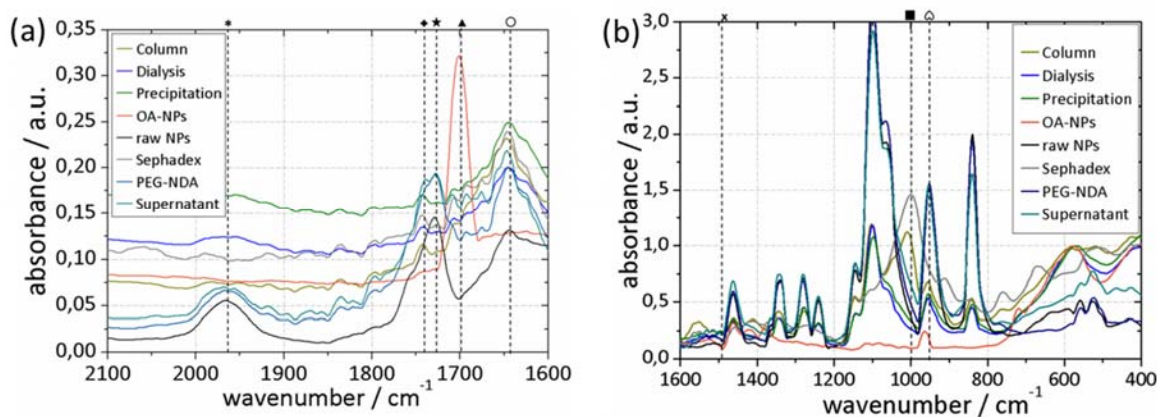 (a)
* ◆ ★ ▲ ○
0,35
0,30
0,25
0,20
0,15
0,10
0,05
0,00
absorbance / a.u.
Column
Dialysis
Precipitation
OA-NPs
raw NPs
Sephadex
PEG-NDA
Supernatant
2100 2000 1900 1800 1700 1600
wavenumber / cm-1
(b)
x ■ ♤
3,0
2,5
2,0
1,5
1,0
0,5
0,0
absorbance / a.u.
Column
Dialysis
Precipitation
OA-NPs
raw NPs
Sephadex
PEG-NDA
Supernatant
1600 1400 1200 1000 800 600 400
wavenumber / cm-1